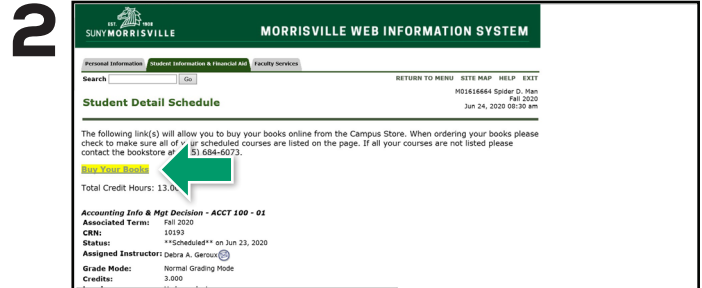 2
EST. 1908
SUNY MORRISVILLE
MORRISVILLE WEB INFORMATION SYSTEM
Personal Information Student Information & Financial Aid Faculty Services
Search Go
RETURN TO MENU SITE MAP HELP EXIT
M01616664 Spider D. Man
Fall 2020
Jun 24, 2020 08:30 am
Student Detail Schedule
The following link(s) will allow you to buy your books online from the Campus Store. When ordering your books please
check to make sure all of your scheduled courses are listed on the page. If all your courses are not listed please
contact the bookstore at 5) 684-6073.
Buy Your Books
Total Credit Hours: 13.00
Accounting Info & Mgt Decision - ACCT 100 - 01
Associated Term: Fall 2020
CRN: 10193
Status: **Scheduled** on Jun 23, 2020
Assigned Instructor: Debra A. Geroux
Grade Mode: Normal Grading Mode
Credits: 3.000